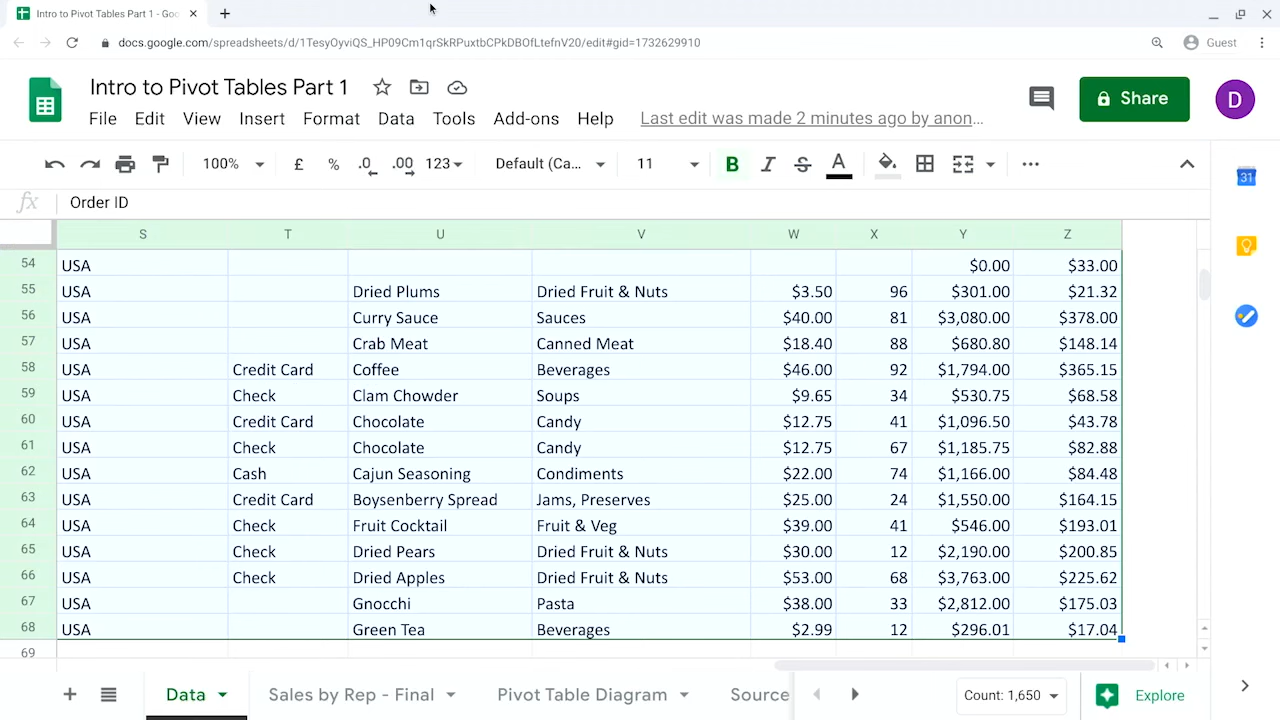 Intro to Pivot Tables Part 1 - Goo
docs.google.com/spreadsheets/d/1TesyOyviQS_HP09Cm1qrSkRPuxtbCPkDBOfLtefnV20/edit#gid=1732629910
Guest
Intro to Pivot Tables Part 1
File Edit View Insert Format Data Tools Add-ons Help Last edit was made 2 minutes ago by anon...
Share
D
100% £ % .0 .00 123 Default (Ca... 11 B I S A
31
fx Order ID
S T U V W X Y Z
54 USA $0.00 $33.00
55 USA Dried Plums Dried Fruit & Nuts $3.50 96 $301.00 $21.32
56 USA Curry Sauce Sauces $40.00 81 $3,080.00 $378.00
57 USA Crab Meat Canned Meat $18.40 88 $680.80 $148.14
58 USA Credit Card Coffee Beverages $46.00 92 $1,794.00 $365.15
59 USA Check Clam Chowder Soups $9.65 34 $530.75 $68.58
60 USA Credit Card Chocolate Candy $12.75 41 $1,096.50 $43.78
61 USA Check Chocolate Candy $12.75 67 $1,185.75 $82.88
62 USA Cash Cajun Seasoning Condiments $22.00 74 $1,166.00 $84.48
63 USA Credit Card Boysenberry Spread Jams, Preserves $25.00 24 $1,550.00 $164.15
64 USA Check Fruit Cocktail Fruit & Veg $39.00 41 $546.00 $193.01
65 USA Check Dried Pears Dried Fruit & Nuts $30.00 12 $2,190.00 $200.85
66 USA Check Dried Apples Dried Fruit & Nuts $53.00 68 $3,763.00 $225.62
67 USA Gnocchi Pasta $38.00 33 $2,812.00 $175.03
68 USA Green Tea Beverages $2.99 12 $296.01 $17.04
69
Data Sales by Rep - Final Pivot Table Diagram Source Count: 1,650 Explore